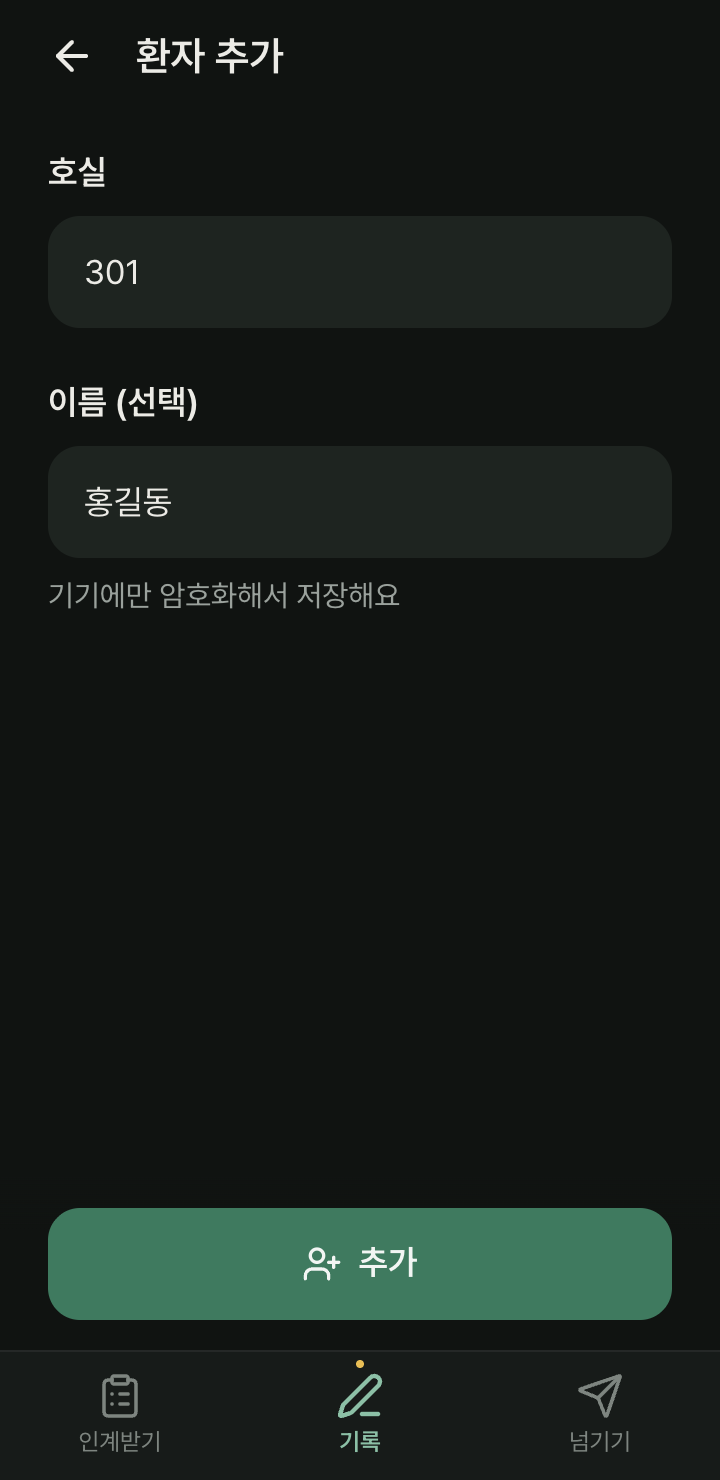 환자 추가
호실
301
이름 (선택)
홍길동
기기에만 암호화해서 저장해요
추가
인계받기
기록
넘기기